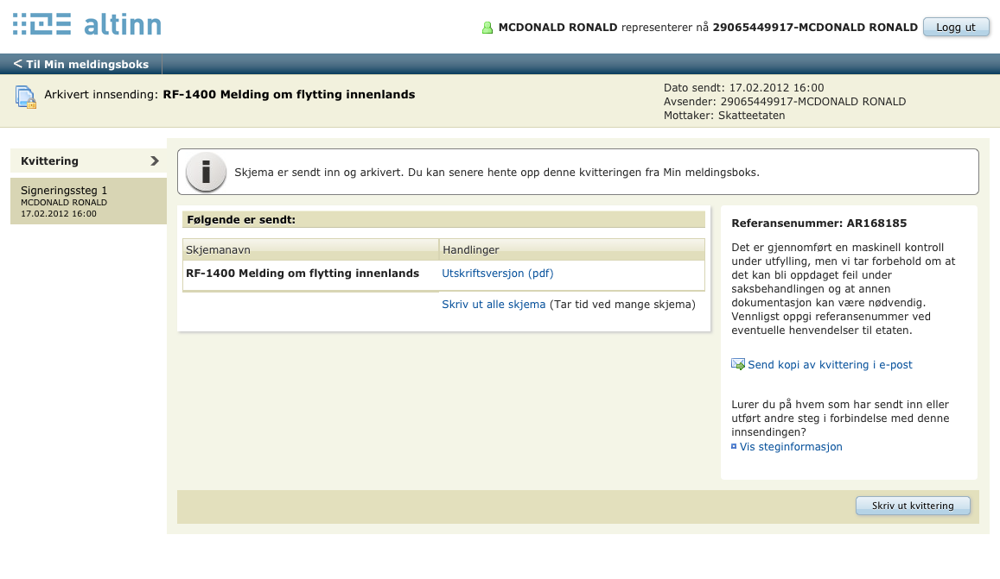 altinn
MCDONALD RONALD representerer nå 29065449917-MCDONALD RONALD
Logg ut
< Til Min meldingsboks
Arkivert innsending: RF-1400 Melding om flytting innenlands
Dato sendt: 17.02.2012 16:00
Avsender: 29065449917-MCDONALD RONALD
Mottaker: Skatteetaten
Kvittering
Signeringssteg 1
MCDONALD RONALD
17.02.2012 16:00
Skjema er sendt inn og arkivert. Du kan senere hente opp denne kvitteringen fra Min meldingsboks.
Følgende er sendt:
Skjemanavn Handlinger
RF-1400 Melding om flytting innenlands Utskriftsversjon (pdf)
Skriv ut alle skjema (Tar tid ved mange skjema)
Referansenummer: AR168185
Det er gjennomført en maskinell kontroll
under utfylling, men vi tar forbehold om at
det kan bli oppdaget feil under
saksbehandlingen og at annen
dokumentasjon kan være nødvendig.
Vennligst oppgi referansenummer ved
eventuelle henvendelser til etaten.
Send kopi av kvittering i e-post
Lurer du på hvem som har sendt inn eller
utført andre steg i forbindelse med denne
innsendingen?
Vis steginformasjon
Skriv ut kvittering